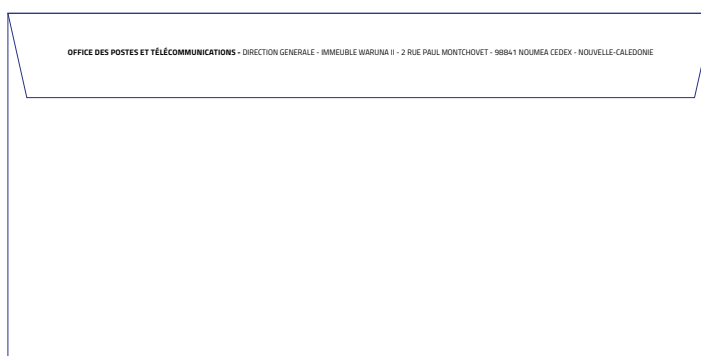 OFFICE DES POSTES ET TÉLÉCOMMUNICATIONS - DIRECTION GENERALE - IMMEUBLE WARUNA II - 2 RUE PAUL MONTCHOVET - 98841 NOUMEA CEDEX - NOUVELLE-CALEDONIE